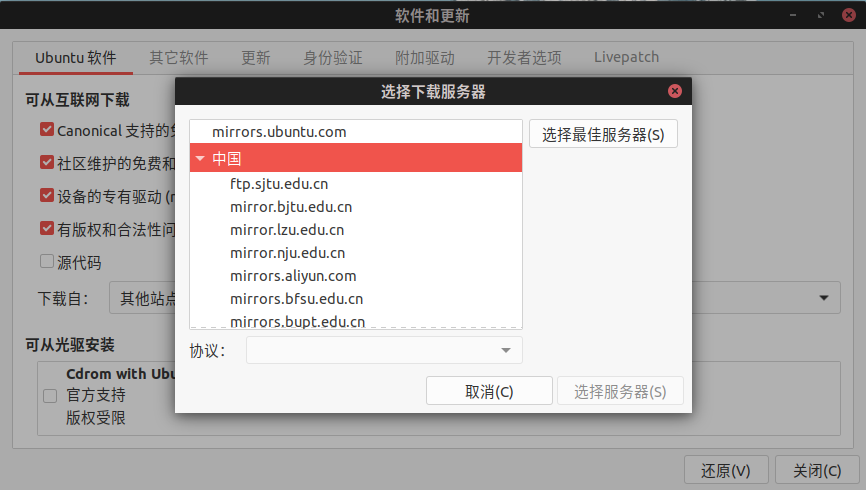 软件和更新
Ubuntu 软件 其它软件 更新 身份验证 附加驱动 开发者选项 Livepatch
可从互联网下载
Canonical 支持的
社区维护的免费和
设备的专有驱动
有版权和合法性问
源代码
下载自： 其他站点
可从光驱安装
Cdrom with Ubu
官方支持
版权受限
还原(V) 关闭(C)
选择下载服务器
mirrors.ubuntu.com 选择最佳服务器(S)
中国
ftp.sjtu.edu.cn
mirror.bjtu.edu.cn
mirror.lzu.edu.cn
mirror.nju.edu.cn
mirrors.aliyun.com
mirrors.bfsu.edu.cn
mirrors.bupt.edu.cn
协议：
取消(C) 选择服务器(S)